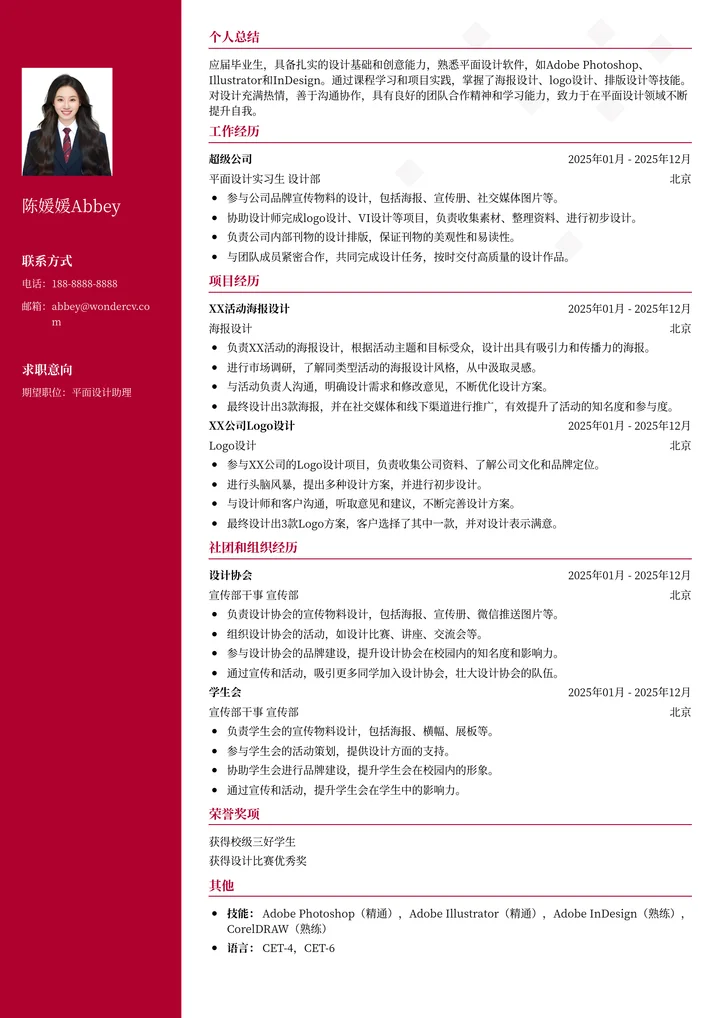 陈媛媛Abbey
联系方式
电话：188-8888-8888
邮箱：abbey@wondercv.co
m
求职意向
期望职位：平面设计助理
个人总结
应届毕业生，具备扎实的设计基础和创意能力，熟悉平面设计软件，如Adobe Photoshop、
Illustrator和InDesign。通过课程学习和项目实践，掌握了海报设计、logo设计、排版设计等技能。
对设计充满热情，善于沟通协作，具有良好的团队合作精神和学习能力，致力于在平面设计领域不断
提升自我。
工作经历
超级公司 2025年01月 - 2025年12月
平面设计实习生 设计部 北京
• 参与公司品牌宣传物料的设计，包括海报、宣传册、社交媒体图片等。
• 协助设计师完成logo设计、VI设计等项目，负责收集素材、整理资料、进行初步设计。
• 负责公司内部刊物的设计排版，保证刊物的美观性和易读性。
• 与团队成员紧密合作，共同完成设计任务，按时交付高质量的设计作品。
项目经历
XX活动海报设计 2025年01月 - 2025年12月
海报设计 北京
• 负责XX活动的海报设计，根据活动主题和目标受众，设计出具有吸引力和传播力的海报。
• 进行市场调研，了解同类型活动的海报设计风格，从中汲取灵感。
• 与活动负责人沟通，明确设计需求和修改意见，不断优化设计方案。
• 最终设计出3款海报，并在社交媒体和线下渠道进行推广，有效提升了活动的知名度和参与度。
XX公司Logo设计 2025年01月 - 2025年12月
Logo设计 北京
• 参与XX公司的Logo设计项目，负责收集公司资料、了解公司文化和品牌定位。
• 进行头脑风暴，提出多种设计方案，并进行初步设计。
• 与设计师和客户沟通，听取意见和建议，不断完善设计方案。
• 最终设计出3款Logo方案，客户选择了其中一款，并对设计表示满意。
社团和组织经历
设计协会 2025年01月 - 2025年12月
宣传部干事 宣传部 北京
• 负责设计协会的宣传物料设计，包括海报、宣传册、微信推送图片等。
• 组织设计协会的活动，如设计比赛、讲座、交流会等。
• 参与设计协会的品牌建设，提升设计协会在校园内的知名度和影响力。
• 通过宣传和活动，吸引更多同学加入设计协会，壮大设计协会的队伍。
学生会 2025年01月 - 2025年12月
宣传部干事 宣传部 北京
• 负责学生会的宣传物料设计，包括海报、横幅、展板等。
• 参与学生会的活动策划，提供设计方面的支持。
• 协助学生会进行品牌建设，提升学生会在校园内的形象。
• 通过宣传和活动，提升学生会在学生中的影响力。
荣誉奖项
获得校级三好学生
获得设计比赛优秀奖
其他
• 技能： Adobe Photoshop（精通）, Adobe Illustrator（精通）, Adobe InDesign（熟练）,
CorelDRAW（熟练）
• 语言： CET-4，CET-6